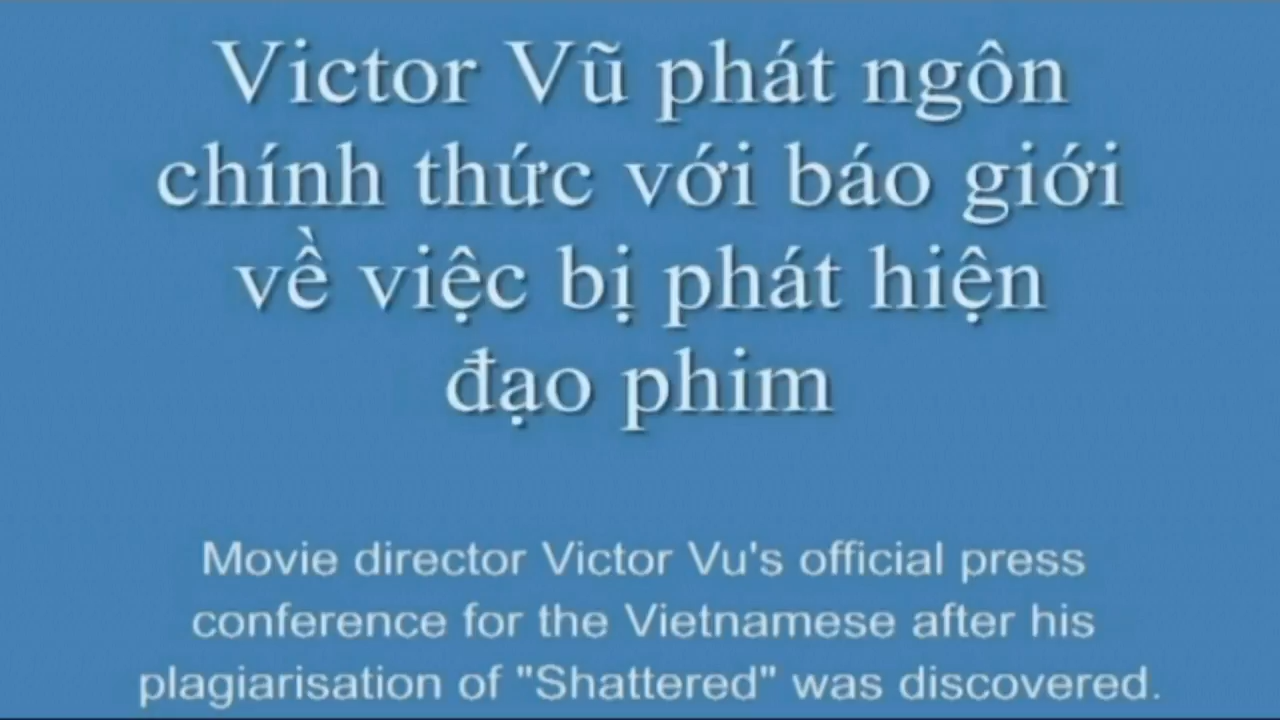 Victor Vũ phát ngôn
chính thức với báo giới
về việc bị phát hiện
đạo phim
Movie director Victor Vu's official press
conference for the Vietnamese after his
plagiarisation of "Shattered" was discovered.